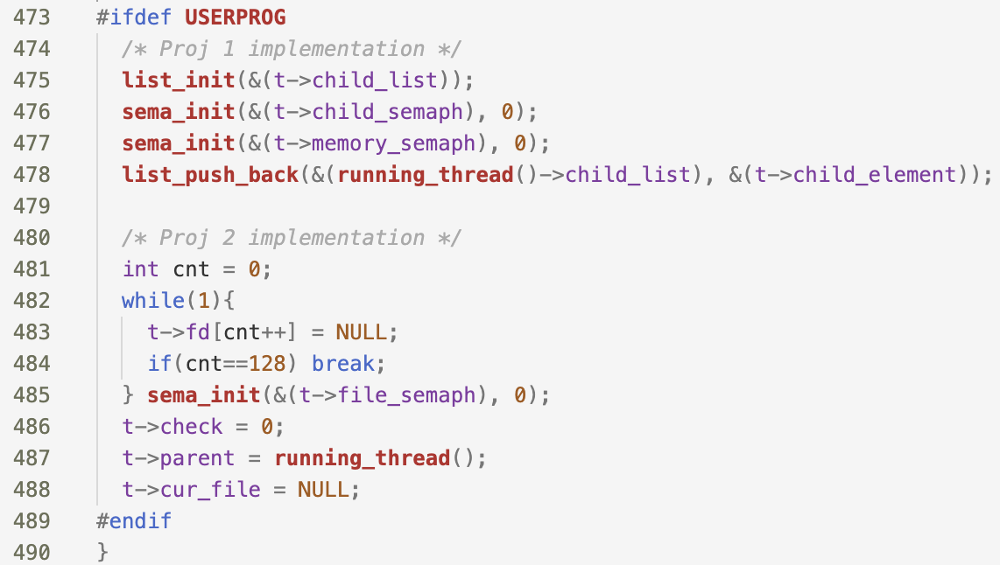 473 #ifdef USERPROG
474 /* Proj 1 implementation */
475 list_init(&(t->child_list));
476 sema_init(&(t->child_semaph), 0);
477 sema_init(&(t->memory_semaph), 0);
478 list_push_back(&(running_thread()->child_list), &(t->child_element));
479
480 /* Proj 2 implementation */
481 int cnt = 0;
482 while(1){
483 t->fd[cnt++] = NULL;
484 if(cnt==128) break;
485 } sema_init(&(t->file_semaph), 0);
486 t->check = 0;
487 t->parent = running_thread();
488 t->cur_file = NULL;
489 #endif
490 }